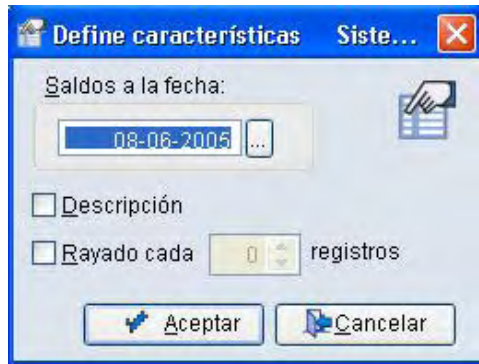 Define características Siste...
Saldos a la fecha:
08-06-2005 ...
Descripción
Rayado cada 0 registros
Aceptar Cancelar